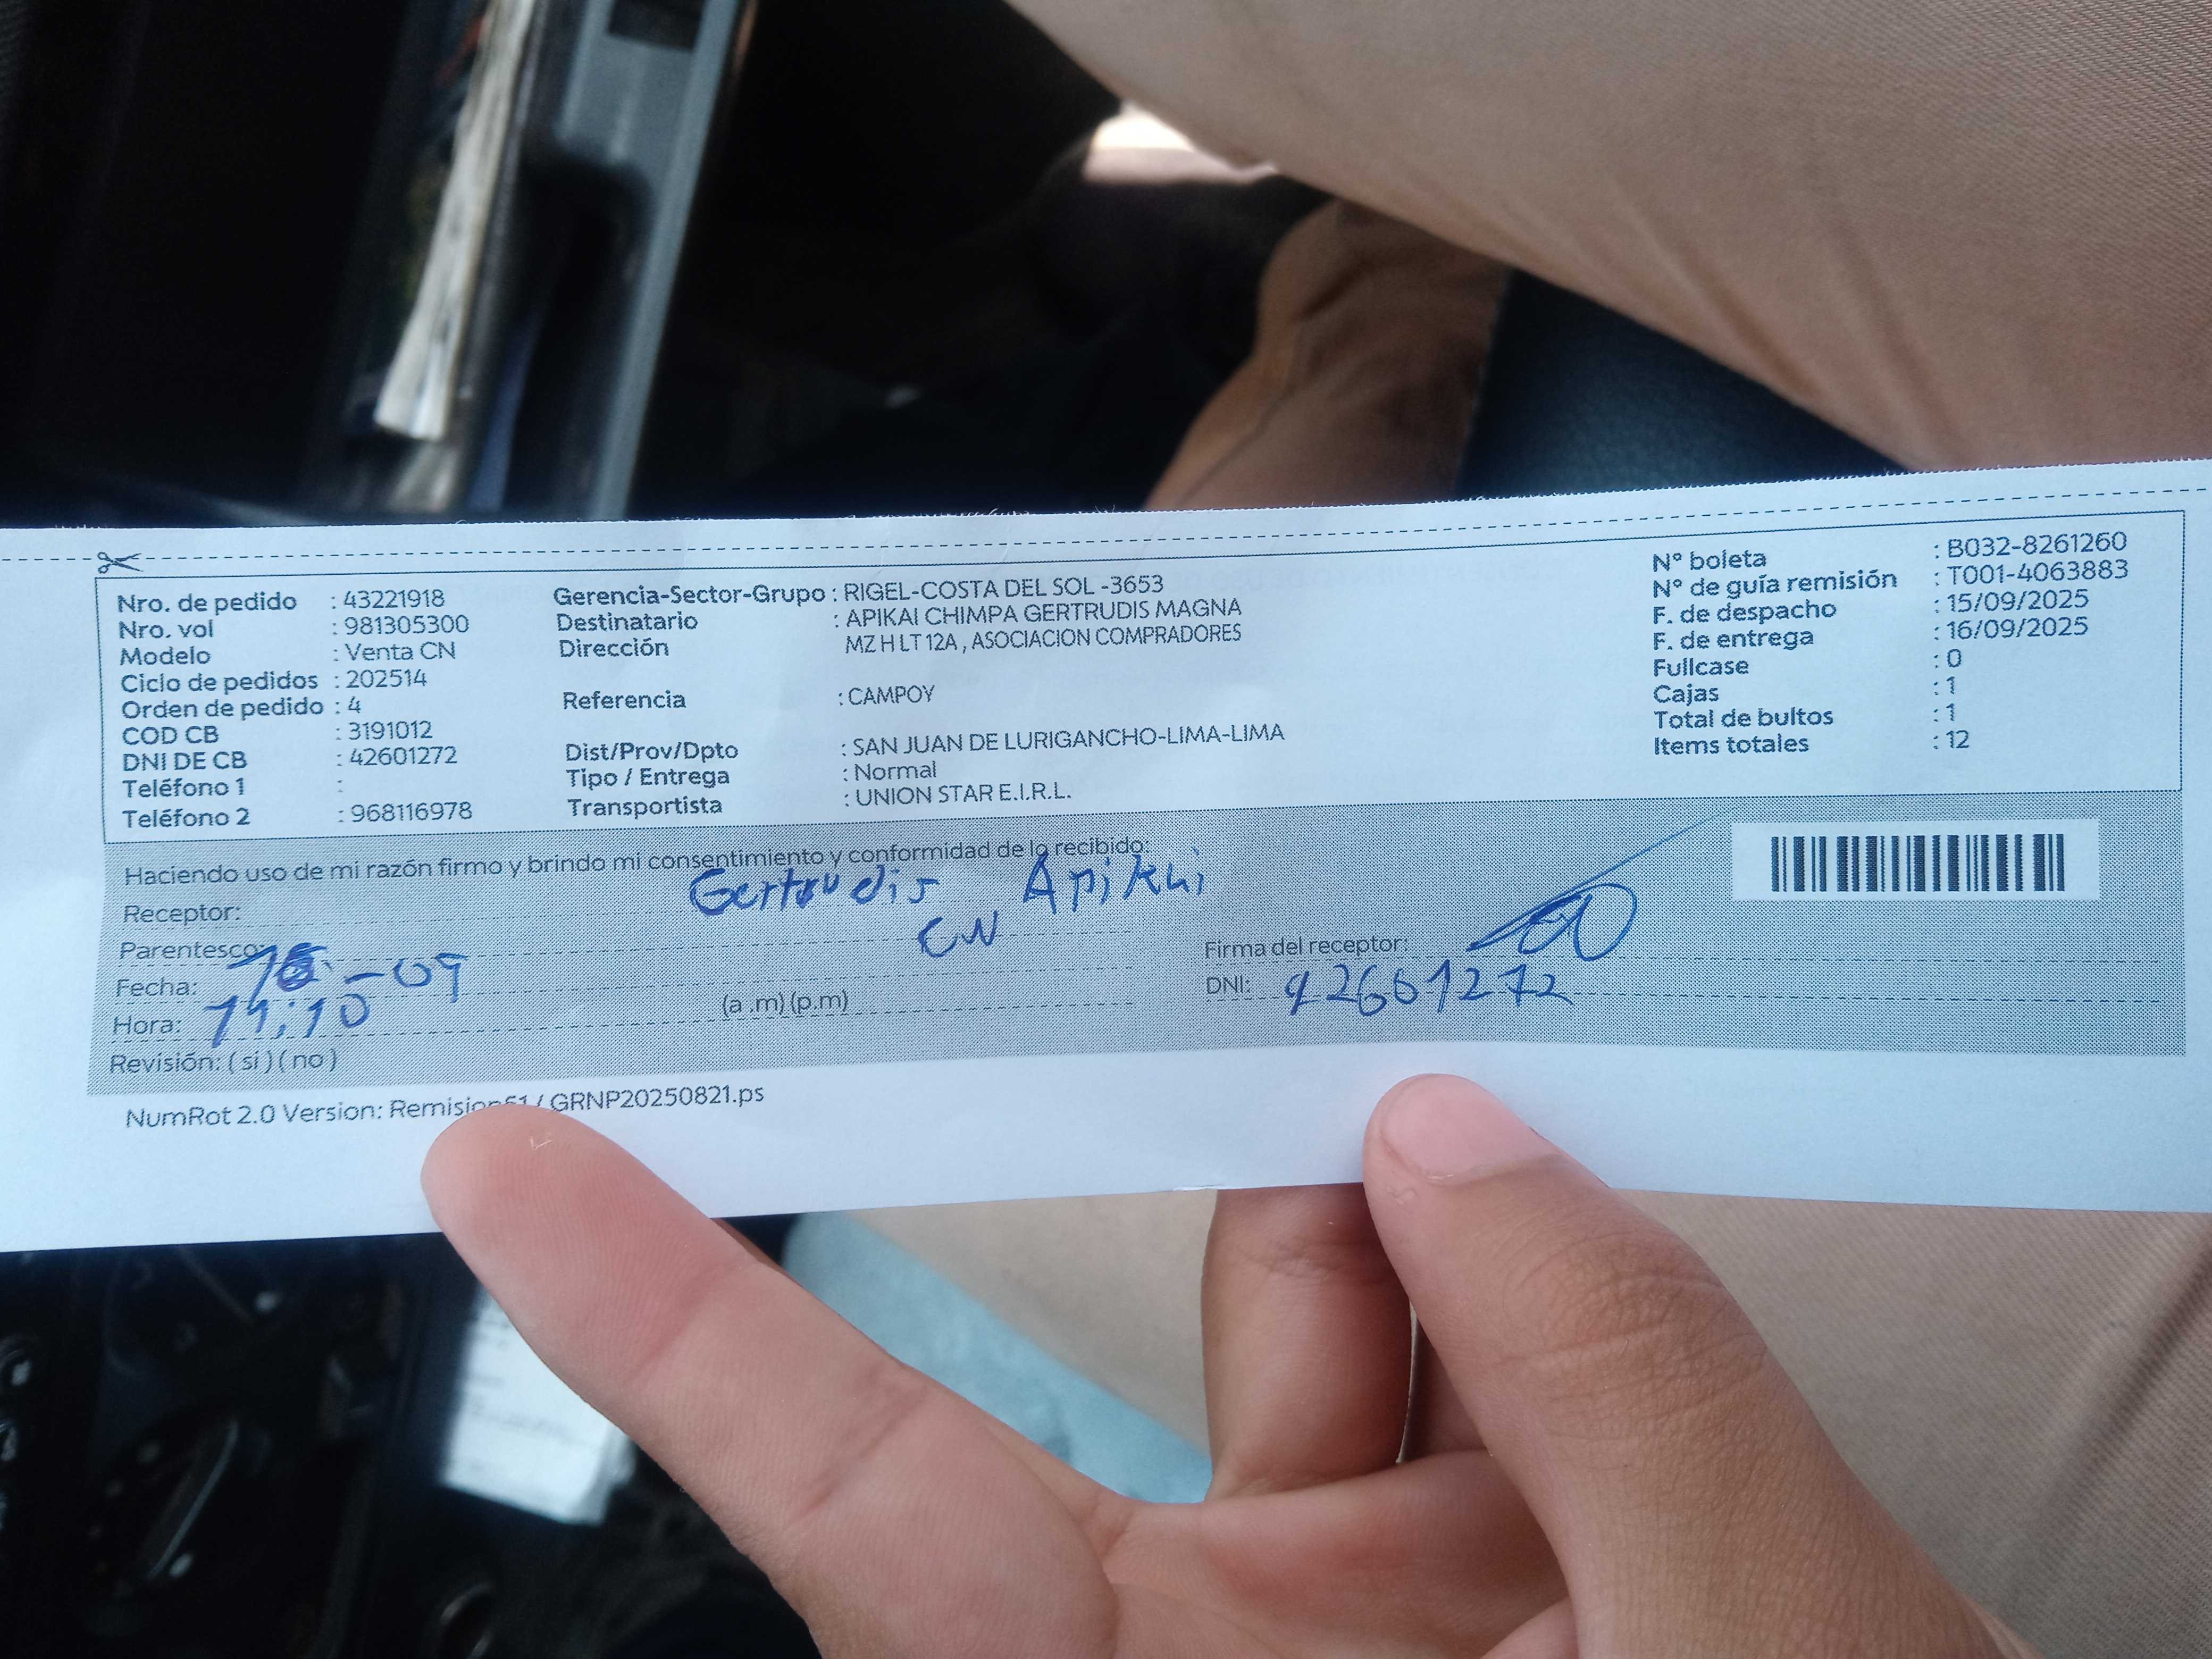 Nro. de pedido : 43221918
Nro. vol : 981305300
Modelo : Venta CN
Ciclo de pedidos : 202514
Orden de pedido : 4
COD CB : 3191012
DNI DE CB : 42601272
Teléfono 1 :
Teléfono 2 : 968116978
Gerencia-Sector-Grupo : RIGEL-COSTA DEL SOL -3653
Destinatario : APIKAI CHIMPA GERTRUDIS MAGNA
Dirección MZ H LT 12A , ASOCIACION COMPRADORES
Referencia : CAMPOY
Dist/Prov/Dpto : SAN JUAN DE LURIGANCHO-LIMA-LIMA
Tipo / Entrega : Normal
Transportista : UNION STAR E.I.R.L.
Nº boleta : B032-8261260
Nº de guía remisión : T001-4063883
F. de despacho : 15/09/2025
F. de entrega : 16/09/2025
Fullcase : 0
Cajas : 1
Total de bultos : 1
Items totales : 12
Haciendo uso de mi razón firmo y brindo mi consentimiento y conformidad de lo recibido:
Receptor: Gertrudis Apikai
Parentesco: CN
Fecha: 16-09
Hora: 11:10 (a .m) (p.m)
Revisión: ( si ) ( no )
Firma del receptor:
DNI: 42601272
NumRot 2.0 Version: Remision51 / GRNP20250821.ps